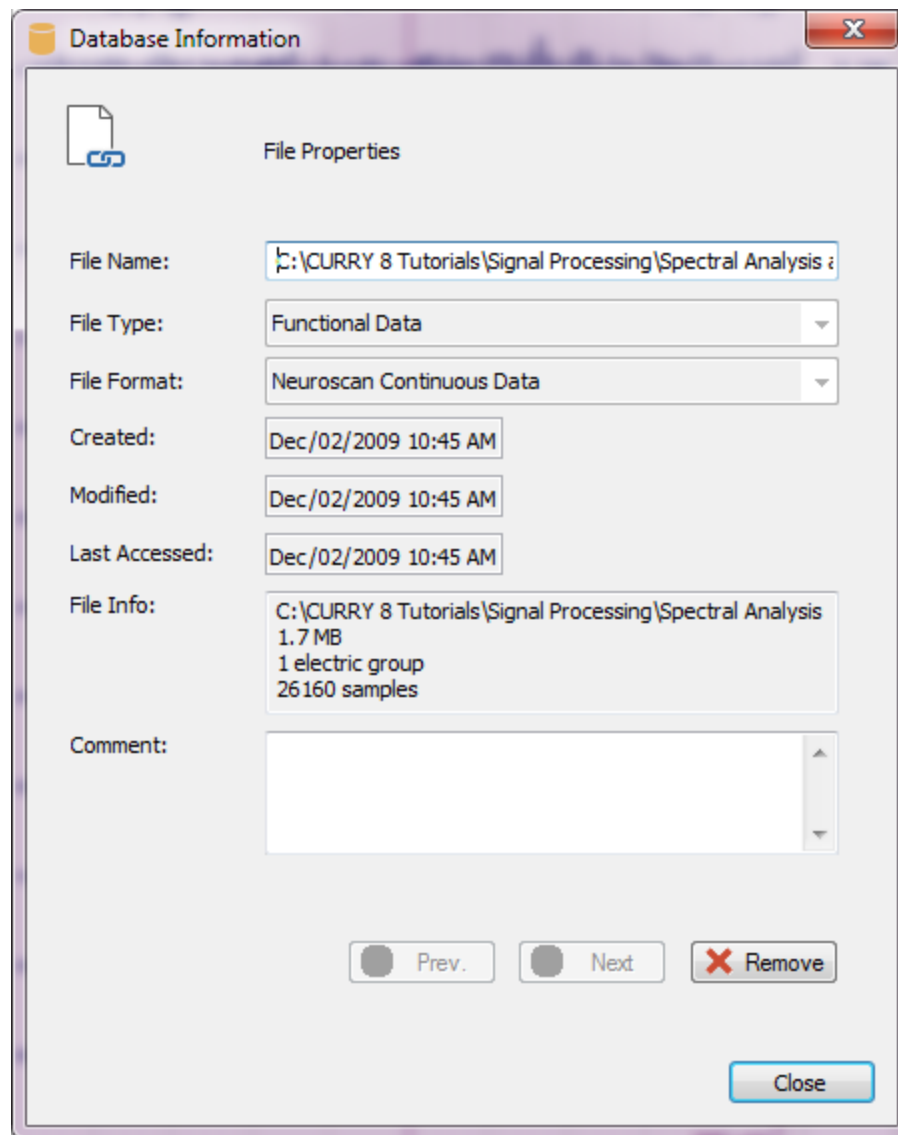 Database Information
File Properties
File Name: C:\CURRY 8 Tutorials\Signal Processing\Spectral Analysis a
File Type: Functional Data
File Format: Neuroscan Continuous Data
Created: Dec/02/2009 10:45 AM
Modified: Dec/02/2009 10:45 AM
Last Accessed: Dec/02/2009 10:45 AM
File Info: C:\CURRY 8 Tutorials\Signal Processing\Spectral Analysis
1.7 MB
1 electric group
26160 samples
Comment:
Prev. Next Remove
Close